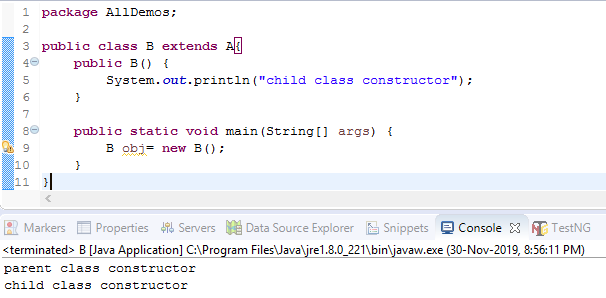 1 package AllDemos;
2
3 public class B extends A{
4 public B() {
5 System.out.println("child class constructor");
6 }
7
8 public static void main(String[] args) {
9 B obj= new B();
10 }
11 }
Markers Properties Servers Data Source Explorer Snippets Console TestNG
<terminated> B [Java Application] C:\Program Files\Java\jre1.8.0_221\bin\javaw.exe (30-Nov-2019, 8:56:11 PM)
parent class constructor
child class constructor